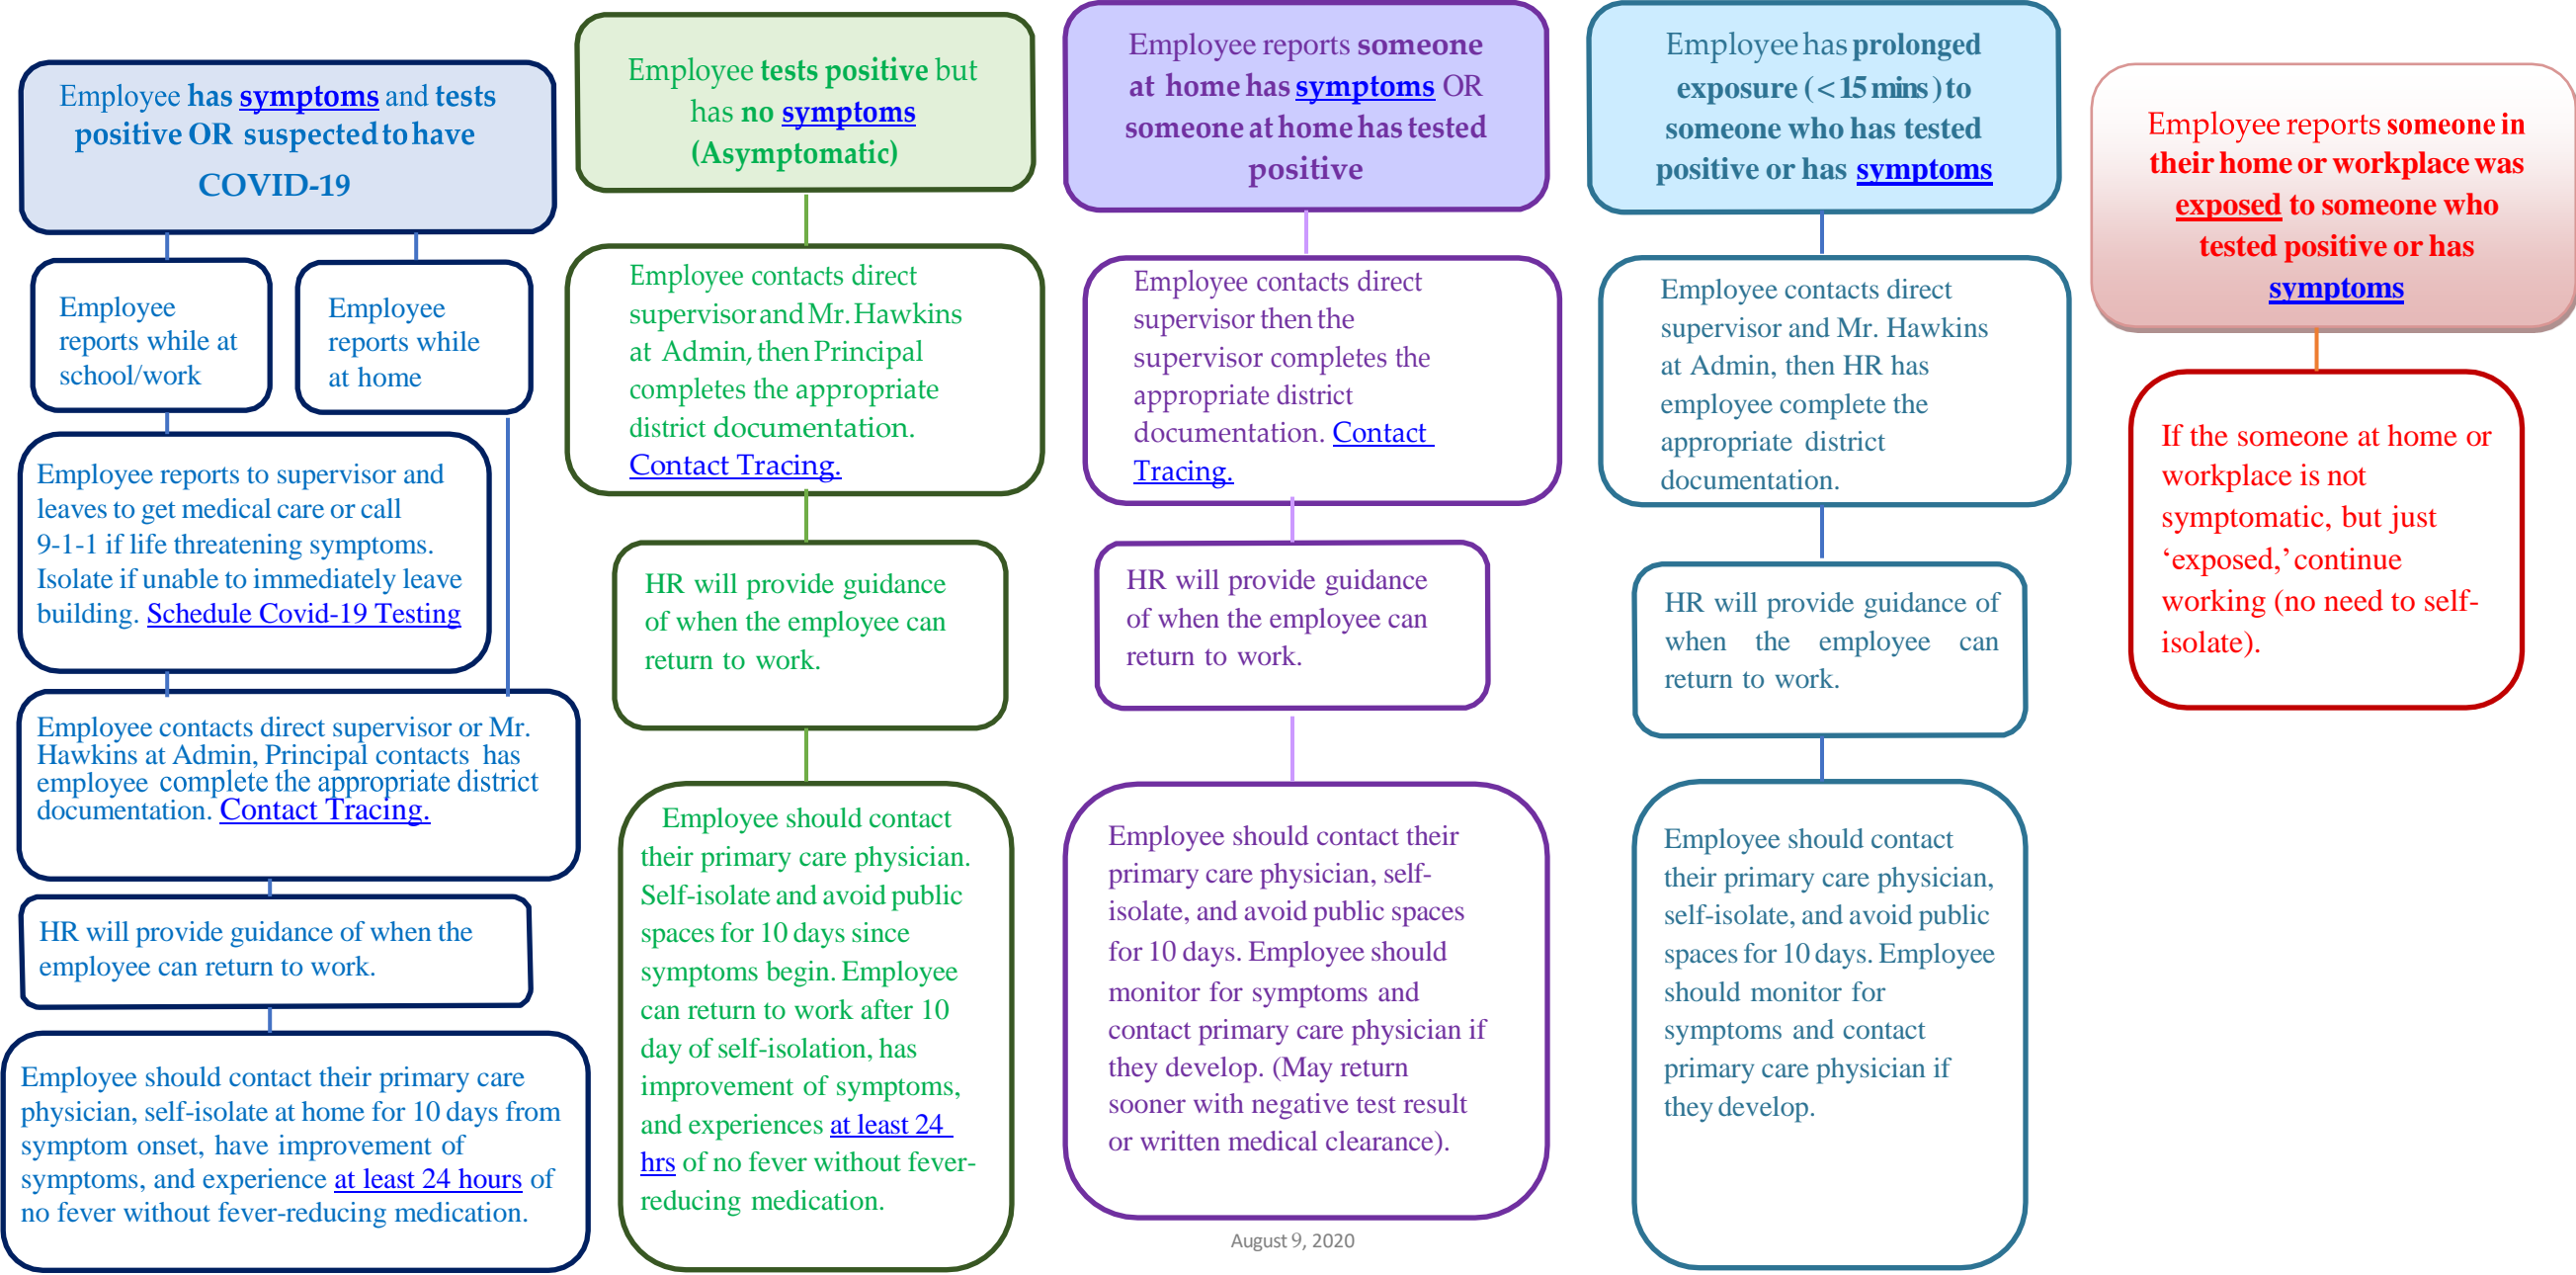 Employee has symptoms and tests
positive OR suspected to have
COVID-19
Employee
reports while at
school/work
Employee
reports while
at home
Employee reports to supervisor and
leaves to get medical care or call
9-1-1 if life threatening symptoms.
Isolate if unable to immediately leave
building. Schedule Covid-19 Testing
Employee contacts direct supervisor or Mr.
Hawkins at Admin, Principal contacts has
employee complete the appropriate district
documentation. Contact Tracing.
HR will provide guidance of when the
employee can return to work.
Employee should contact their primary care
physician, self-isolate at home for 10 days from
symptom onset, have improvement of
symptoms, and experience at least 24 hours of
no fever without fever-reducing medication.
Employee tests positive but
has no symptoms
(Asymptomatic)
Employee contacts direct
supervisor and Mr. Hawkins
at Admin, then Principal
completes the appropriate
district documentation.
Contact Tracing.
HR will provide guidance
of when the employee can
return to work.
Employee should contact
their primary care physician.
Self-isolate and avoid public
spaces for 10 days since
symptoms begin. Employee
can return to work after 10
day of self-isolation, has
improvement of symptoms,
and experiences at least 24
hrs of no fever without fever-
reducing medication.
Employee reports someone
at home has symptoms OR
someone at home has tested
positive
Employee contacts direct
supervisor then the
supervisor completes the
appropriate district
documentation. Contact
Tracing.
HR will provide guidance
of when the employee can
return to work.
Employee should contact their
primary care physician, self-
isolate, and avoid public spaces
for 10 days. Employee should
monitor for symptoms and
contact primary care physician if
they develop. (May return
sooner with negative test result
or written medical clearance).
Employee has prolonged
exposure (<15 mins) to
someone who has tested
positive or has symptoms
Employee contacts direct
supervisor and Mr. Hawkins
at Admin, then HR has
employee complete the
appropriate district
documentation.
HR will provide guidance of
when the employee can
return to work.
Employee should contact
their primary care physician,
self-isolate, and avoid public
spaces for 10 days. Employee
should monitor for
symptoms and contact
primary care physician if
they develop.
Employee reports someone in
their home or workplace was
exposed to someone who
tested positive or has
symptoms
If the someone at home or
workplace is not
symptomatic, but just
‘exposed,’ continue
working (no need to self-
isolate).
August 9, 2020